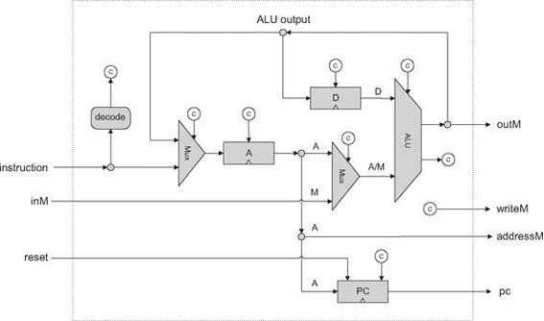 ALU output
c
c
c
D
D
decode
c
c
ALU
outM
Mux
A
A
c
c
instruction
Mux
A/M
M
inM
c
writeM
A
addressM
reset
c
A
PC
pc